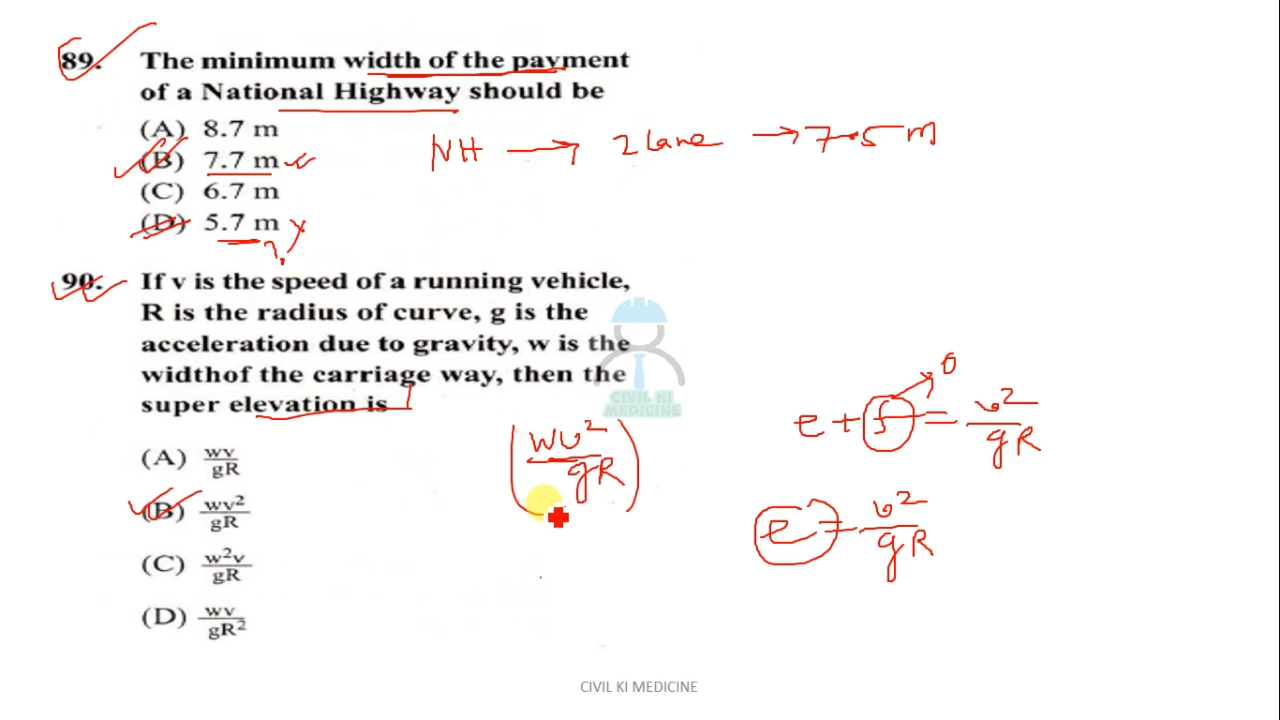 89. The minimum width of the payment
of a National Highway should be
(A) 8.7 m
(B) 7.7 m
(C) 6.7 m
(D) 5.7 m
NH → 2 Lane → 7.5 m
90. If v is the speed of a running vehicle,
R is the radius of curve, g is the
acceleration due to gravity, w is the
widthof the carriage way, then the
super elevation is
(A) wv/gR
(B) wv²/gR
(C) w²v/gR
(D) wv/gR²
(wv²/gR)
e + f = v²/gR
0
e = v²/gR
CIVIL KI
MEDICINE
CIVIL KI MEDICINE